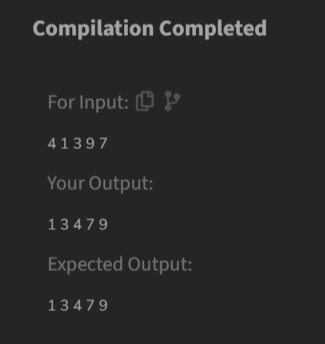 Compilation Completed
For Input:
4 1 3 9 7
Your Output:
1 3 4 7 9
Expected Output:
1 3 4 7 9